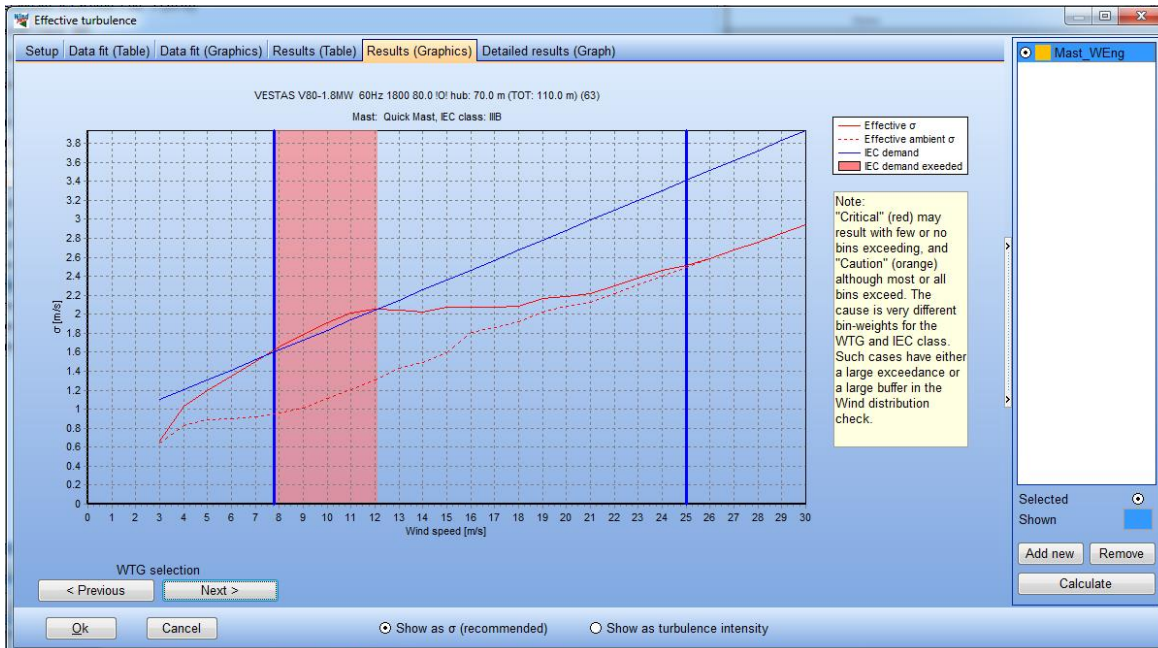 Effective turbulence
Setup Data fit (Table) Data fit (Graphics) Results (Table) Results (Graphics) Detailed results (Graph)
VESTAS V80-1.8MW 60Hz 1800 80.0 !O! hub: 70.0 m (TOT: 110.0 m) (63)
Mast: Quick Mast, IEC class: IIIB
3.8
3.6
3.4
3.2
3
2.8
2.6
2.4
2.2
2
1.8
1.6
1.4
1.2
1
0.8
0.6
0.4
0.2
0
σ [m/s]
0 1 2 3 4 5 6 7 8 9 10 11 12 13 14 15 16 17 18 19 20 21 22 23 24 25 26 27 28 29 30
Wind speed [m/s]
Effective σ
Effective ambient σ
IEC demand
IEC demand exceeded
Note:
"Critical" (red) may
result with few or no
bins exceeding, and
"Caution" (orange)
although most or all
bins exceed. The
cause is very different
bin-weights for the
WTG and IEC class.
Such cases have either
a large exceedance or
a large buffer in the
Wind distribution
check.
WTG selection
< Previous Next >
Ok Cancel Show as σ (recommended) Show as turbulence intensity
Mast_WEng
Selected
Shown
Add new Remove
Calculate